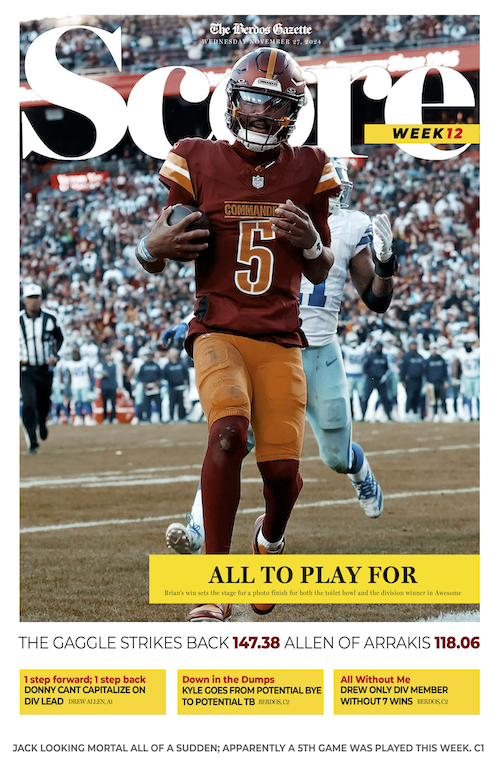 The Berdos Gazette
WEDNESDAY NOVEMBER 27, 2024
Score
WEEK12
COMMANDE
5
ALL TO PLAY FOR
Brian's win sets the stage for a photo finish for both the toilet bowl and the division winner in Awesome
THE GAGGLE STRIKES BACK 147.38 ALLEN OF ARRAKIS 118.06
1 step forward; 1 step back
DONNY CANT CAPITALIZE ON
DIV LEAD DREW ALLEN, A1
Down in the Dumps
KYLE GOES FROM POTENTIAL BYE
TO POTENTIAL TB BERDOS, C2
All Without Me
DREW ONLY DIV MEMBER
WITHOUT 7 WINS BERDOS, C2
JACK LOOKING MORTAL ALL OF A SUDDEN; APPARENTLY A 5TH GAME WAS PLAYED THIS WEEK. C1